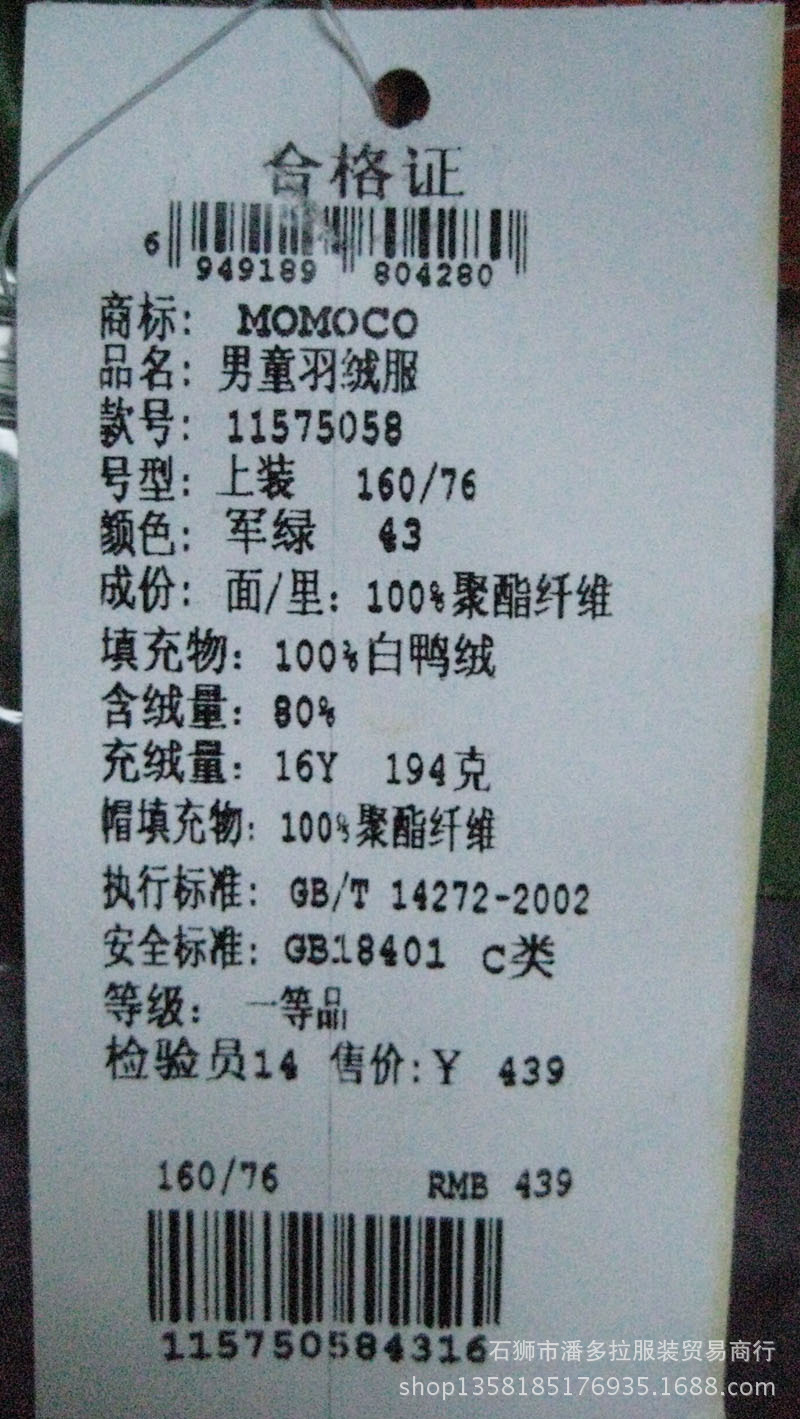 合格证
6 949189 804280
商标: MOMOCO
品名: 男童羽绒服
款号: 11575058
号型: 上装 160/76
颜色: 军绿 43
成份: 面/里: 100%聚酯纤维
填充物: 100%白鸭绒
含绒量: 80%
充绒量: 16Y 194克
帽填充物: 100%聚酯纤维
执行标准: GB/T 14272-2002
安全标准: GB18401 C类
等级: 一等品
检验员14 售价:¥ 439
160/76 RMB 439
115750584316
石狮市潘多拉服装贸易商行
shop1358185176935.1688.com